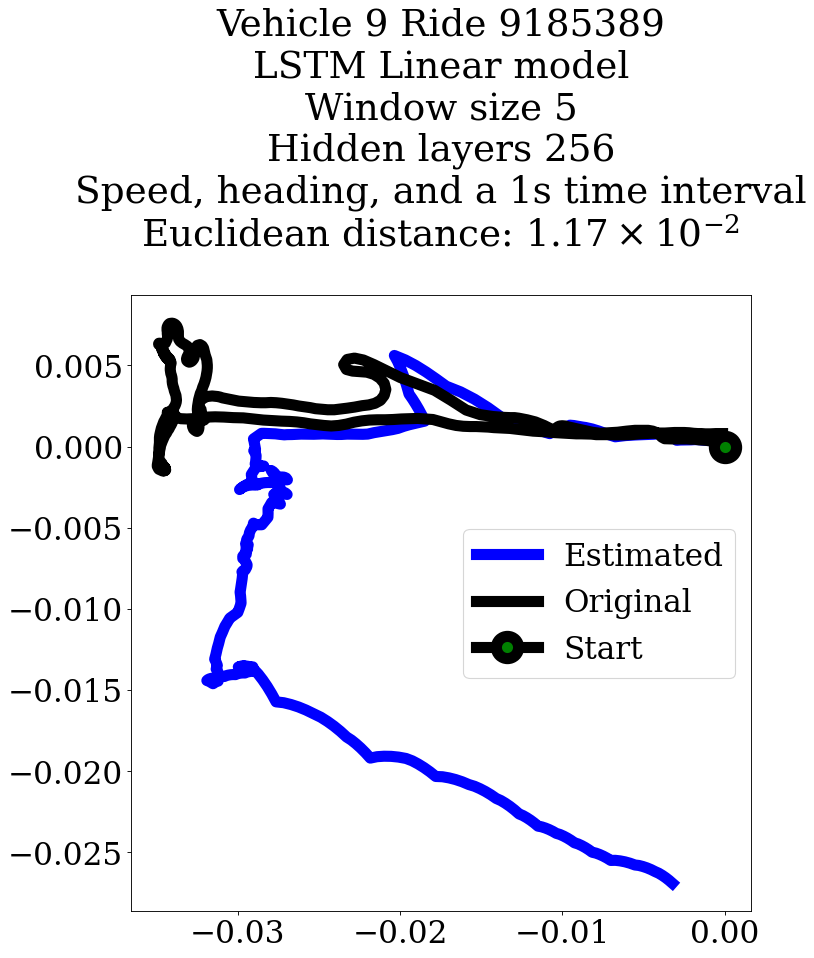 Vehicle 9 Ride 9185389
LSTM Linear model
Window size 5
Hidden layers 256
Speed, heading, and a 1s time interval
Euclidean distance: 1.17 × 10⁻²
0.005
0.000
−0.005
−0.010
−0.015
−0.020
−0.025
Estimated
Original
Start
−0.03
−0.02
−0.01
0.00